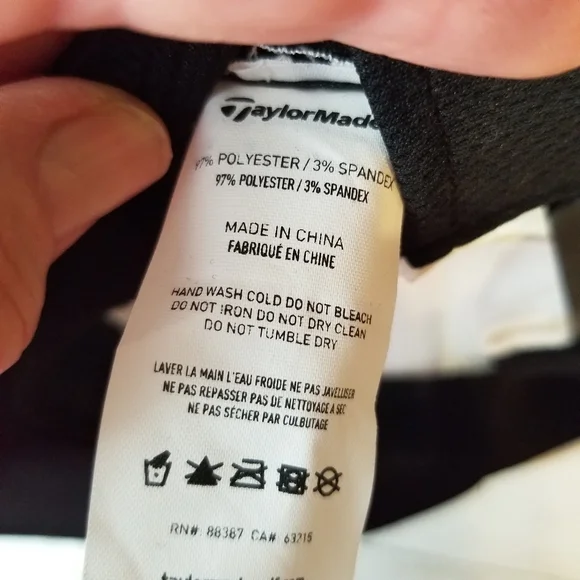 TaylorMade
97% POLYESTER / 3% SPANDEX
97% POLYESTER / 3% SPANDEX
MADE IN CHINA
FABRIQUÉ EN CHINE
HAND WASH COLD DO NOT BLEACH
DO NOT IRON DO NOT DRY CLEAN
DO NOT TUMBLE DRY
LAVER LA MAIN L'EAU FROIDE NE PAS JAVELLISER
NE PAS REPASSER PAS DE NETTOYAGE A SEC
NE PAS SÉCHER PAR CULBUTAGE
RN# 88387 CA# 63215